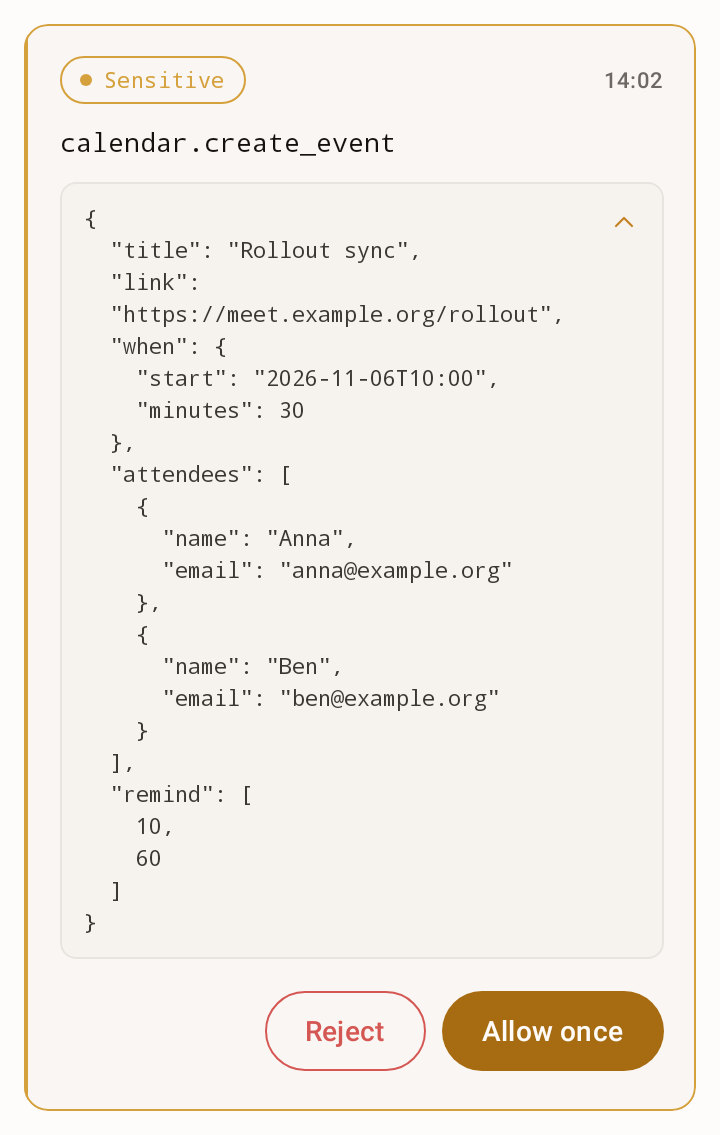 Sensitive
14:02
calendar.create_event
{
  "title": "Rollout sync",
  "link":
  "https://meet.example.org/rollout",
  "when": {
    "start": "2026-11-06T10:00",
    "minutes": 30
  },
  "attendees": [
    {
      "name": "Anna",
      "email": "anna@example.org"
    },
    {
      "name": "Ben",
      "email": "ben@example.org"
    }
  ],
  "remind": [
    10,
    60
  ]
}
Reject
Allow once